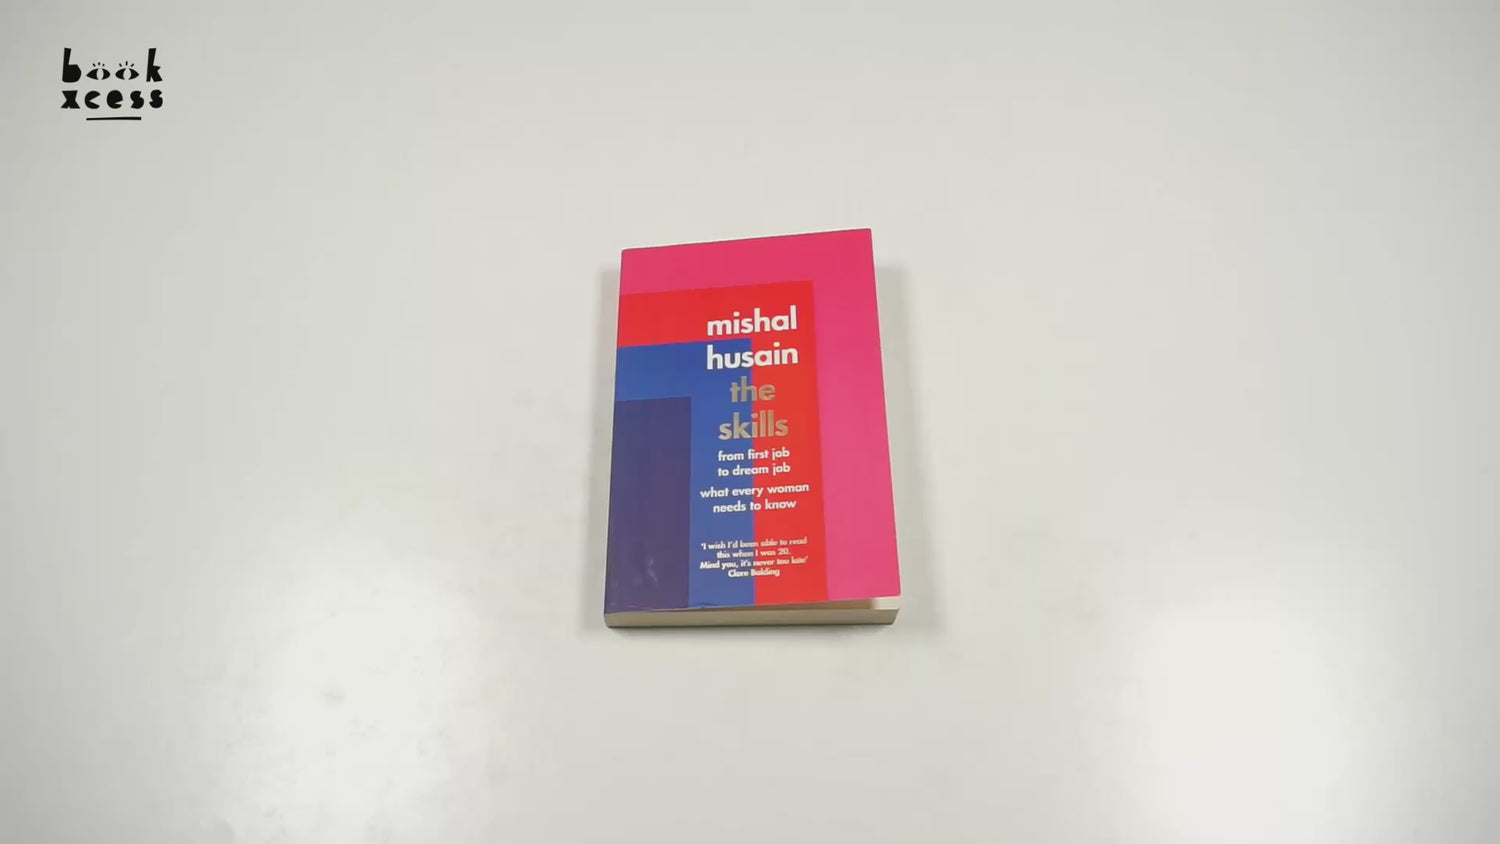 book
xcess
mishal
husain
the
skills
from first job
to dream job
what every woman
needs to know
'I wish I'd been able to read
this when I was 20.
Mind you, it's never too late'
Clare Balding